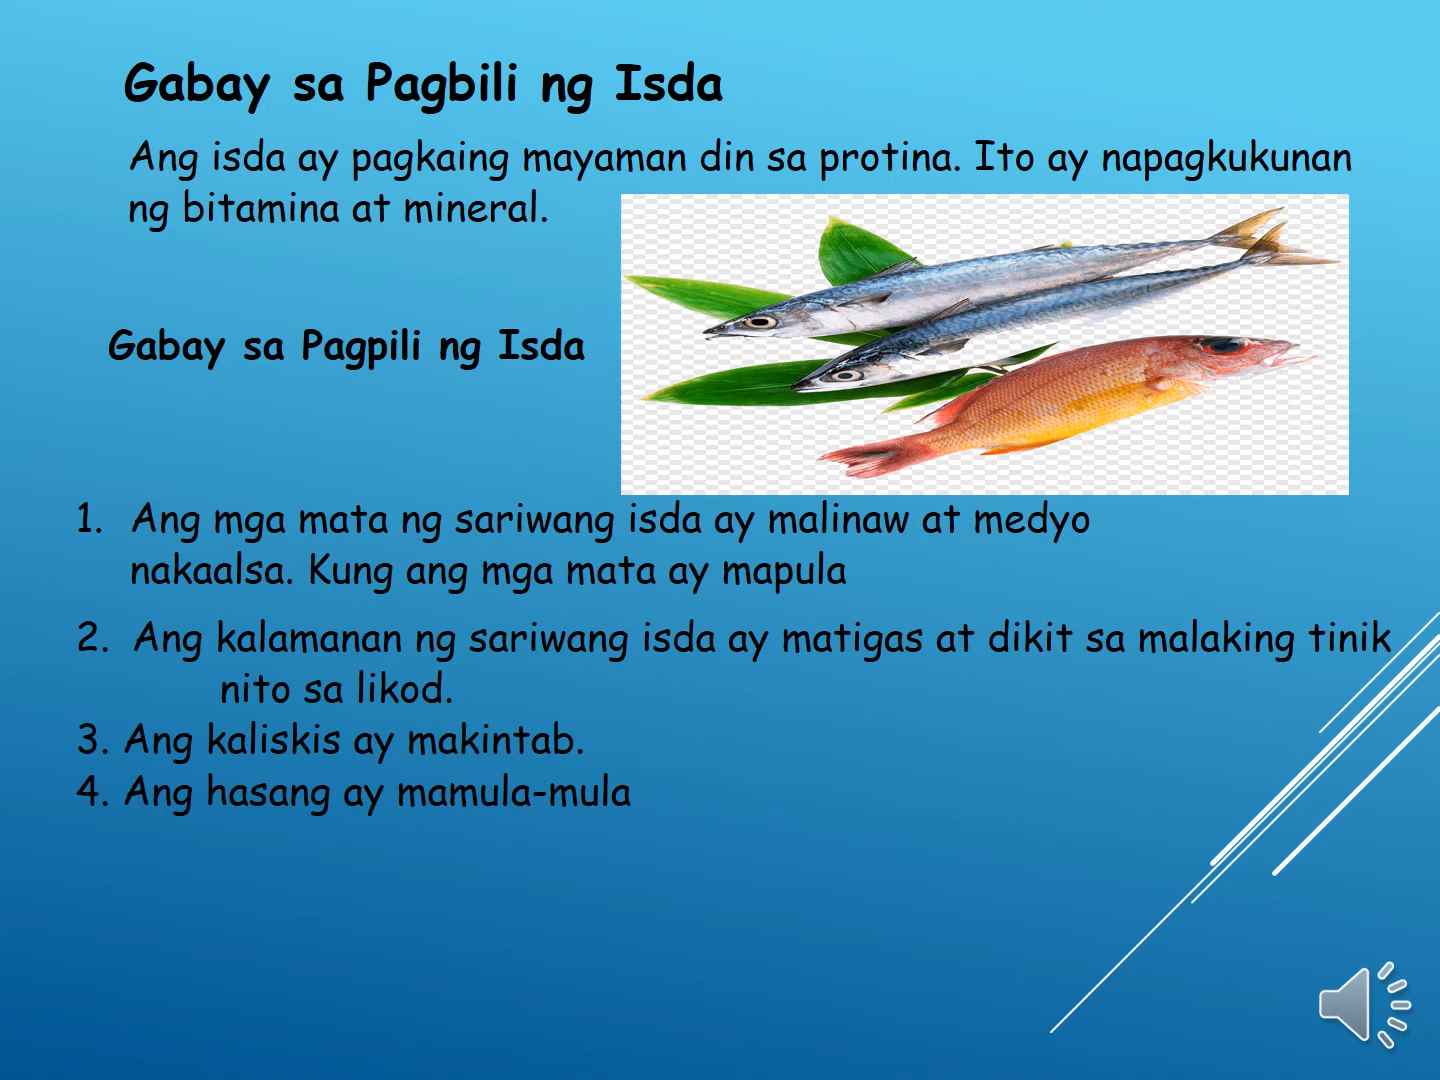 Gabay sa Pagbili ng Isda
Ang isda ay pagkaing mayaman din sa protina. Ito ay napagkukunan
ng bitamina at mineral.
Gabay sa Pagpili ng Isda
1. Ang mga mata ng sariwang isda ay malinaw at medyo
nakaalsa. Kung ang mga mata ay mapula
2. Ang kalamanan ng sariwang isda ay matigas at dikit sa malaking tinik
nito sa likod.
3. Ang kaliskis ay makintab.
4. Ang hasang ay mamula-mula